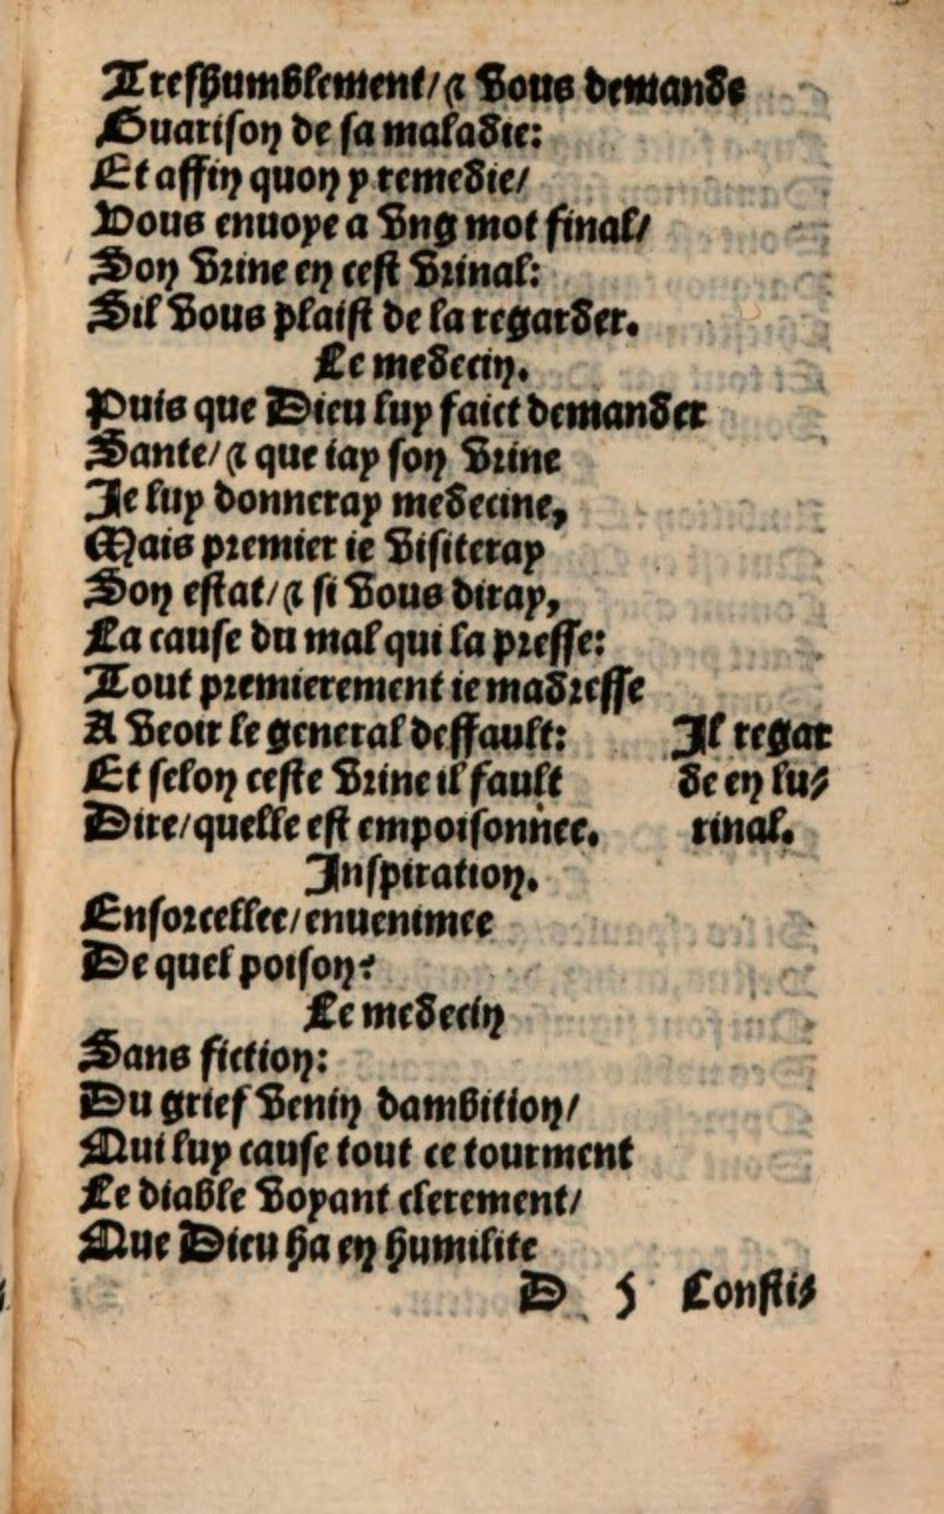 Treshumblement/ & vous demande
Guarison de sa maladie:
Et affin quon y remedie/
Vous enuoye a vng mot final/
Son vrine en cest vrinal:
Sil vous plaist de la regarder.
Le medecin.
Puis que Dieu luy faict demander
Sante/ & que iay son vrine
Je luy donneray medecine,
Mais premier ie visiteray
Son estat/ & si vous diray,
La cause du mal qui la presse:
Tout premierement ie madresse
A veoir le general deffault: Il regar
Et selon ceste vrine il fault de en lu-
Dire/ quelle est empoisonnee. rinal.
Inspiration.
Ensorcellee/ enuenimee
De quel poison?
Le medecin
Sans fiction:
Du grief venin dambition/
Qui luy cause tout ce tourment
Le diable voyant clerement/
Que Dieu ha en humilite
D 5 Consti-